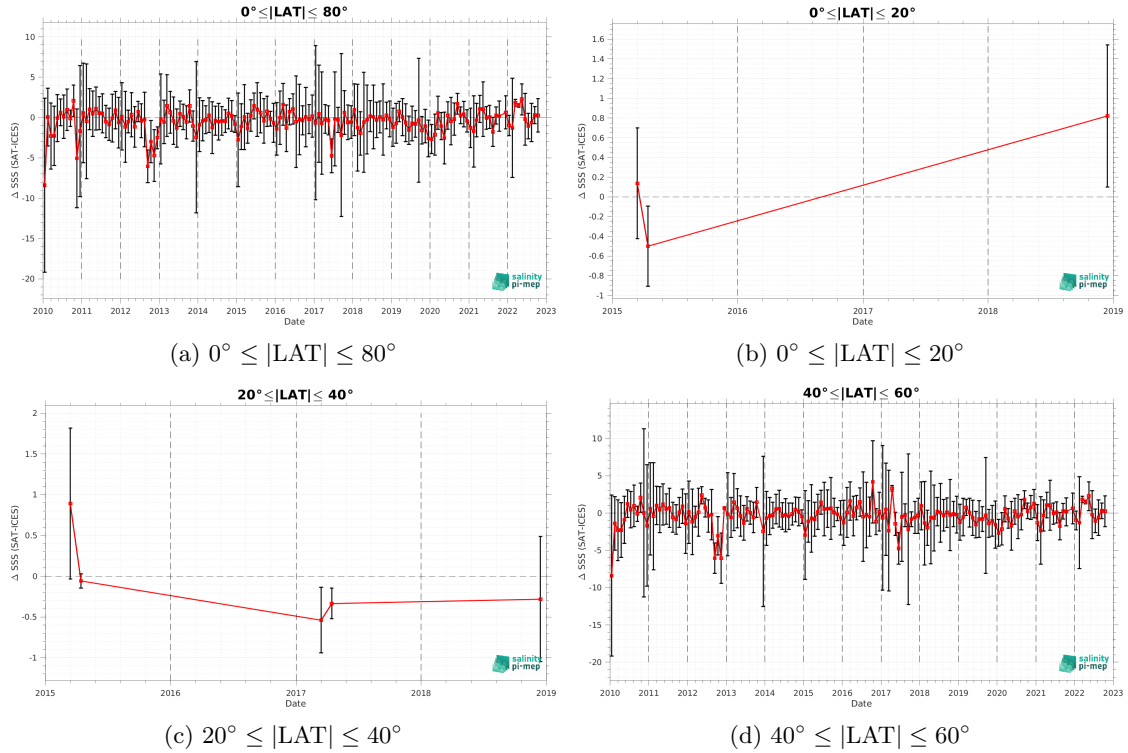 0°≤|LAT|≤ 80°
Δ SSS (SAT-ICES)
10
5
0
-5
-10
-15
-20
2010 2011 2012 2013 2014 2015 2016 2017 2018 2019 2020 2021 2022 2023
Date
salinity
pi-mep
(a) 0° ≤ |LAT| ≤ 80°
0°≤|LAT|≤ 20°
Δ SSS (SAT-ICES)
1.6
1.4
1.2
1
0.8
0.6
0.4
0.2
0
-0.2
-0.4
-0.6
-0.8
-1
2015 2016 2017 2018 2019
Date
salinity
pi-mep
(b) 0° ≤ |LAT| ≤ 20°
20°≤|LAT|≤ 40°
Δ SSS (SAT-ICES)
2
1.5
1
0.5
0
-0.5
-1
2015 2016 2017 2018 2019
Date
salinity
pi-mep
(c) 20° ≤ |LAT| ≤ 40°
40°≤|LAT|≤ 60°
Δ SSS (SAT-ICES)
10
5
0
-5
-10
-15
-20
2010 2011 2012 2013 2014 2015 2016 2017 2018 2019 2020 2021 2022 2023
Date
salinity
pi-mep
(d) 40° ≤ |LAT| ≤ 60°